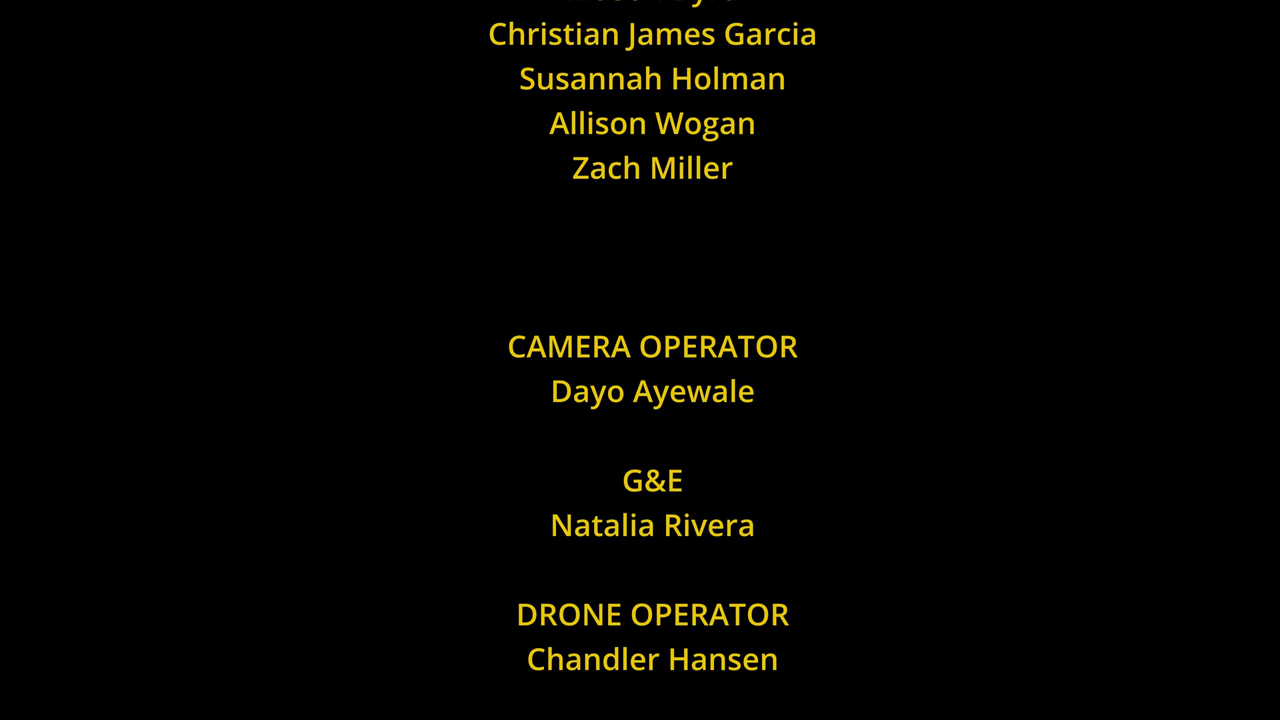 Christian James Garcia
Susannah Holman
Allison Wogan
Zach Miller
CAMERA OPERATOR
Dayo Ayewale
G&E
Natalia Rivera
DRONE OPERATOR
Chandler Hansen